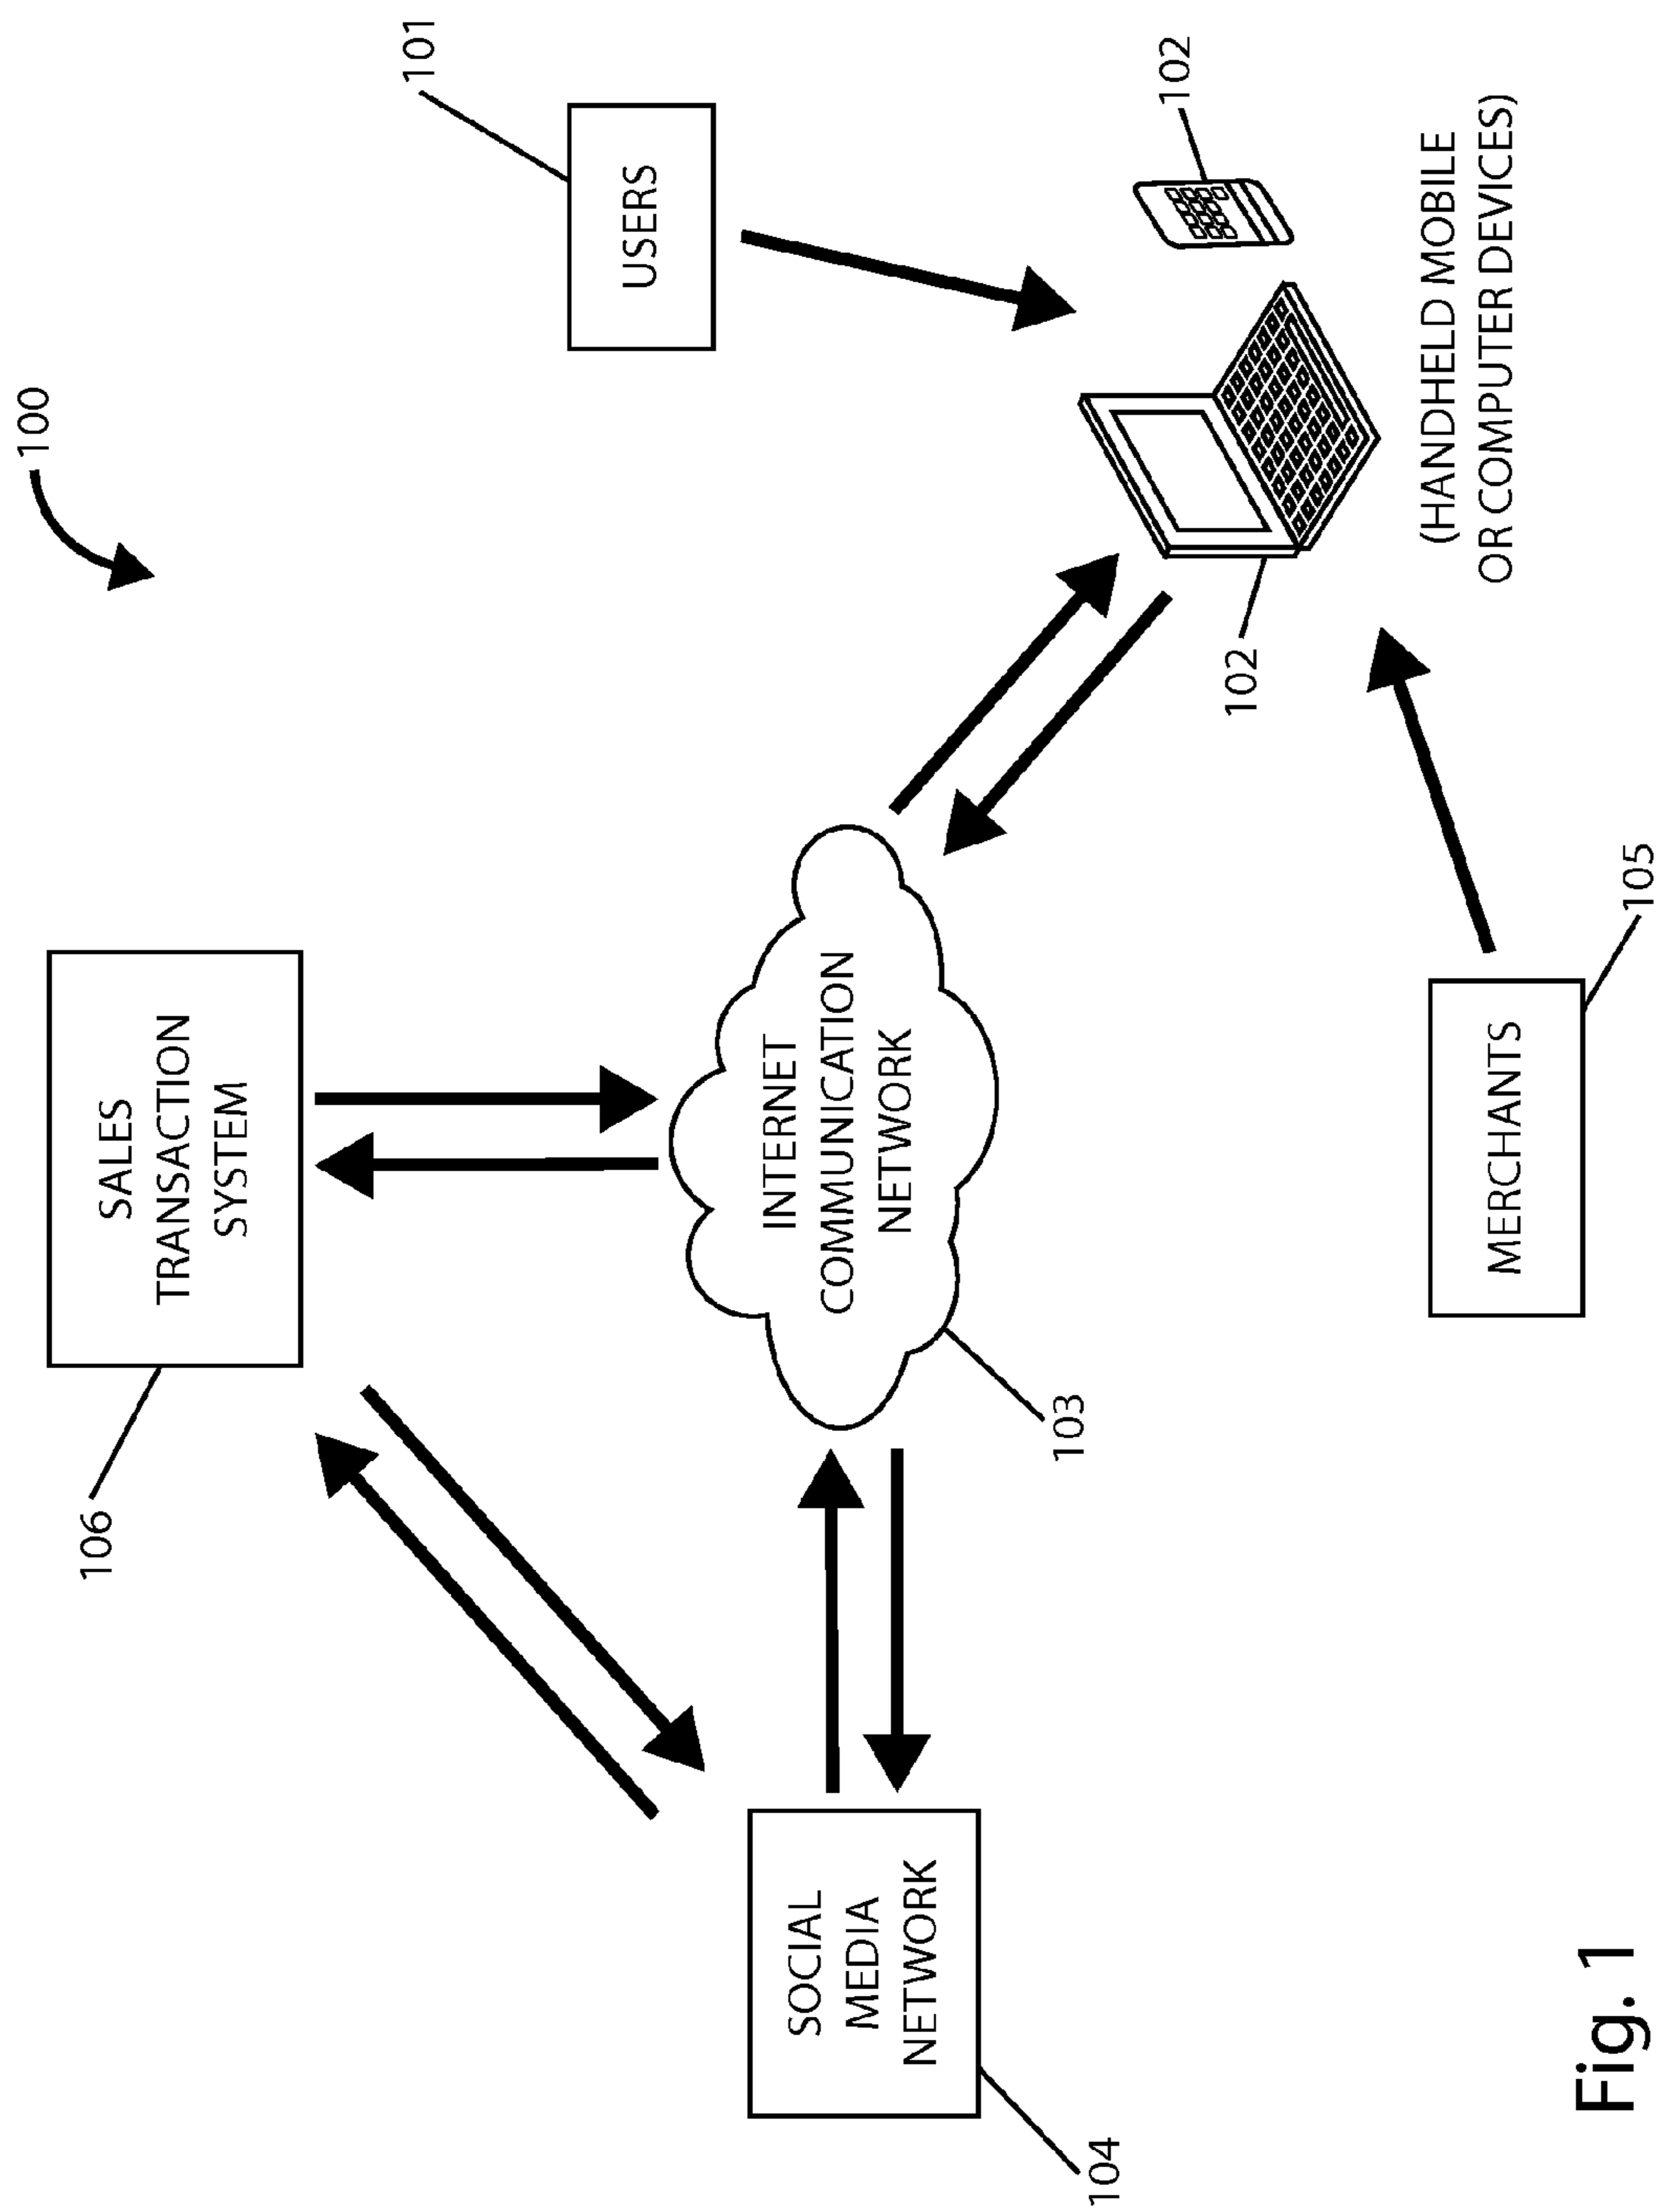 100
106
SALES
TRANSACTION
SYSTEM
101
USERS
SOCIAL
MEDIA
NETWORK
104
INTERNET
COMMUNICATION
NETWORK
103
102
102
(HANDHELD MOBILE
OR COMPUTER DEVICES)
MERCHANTS
105
Fig. 1